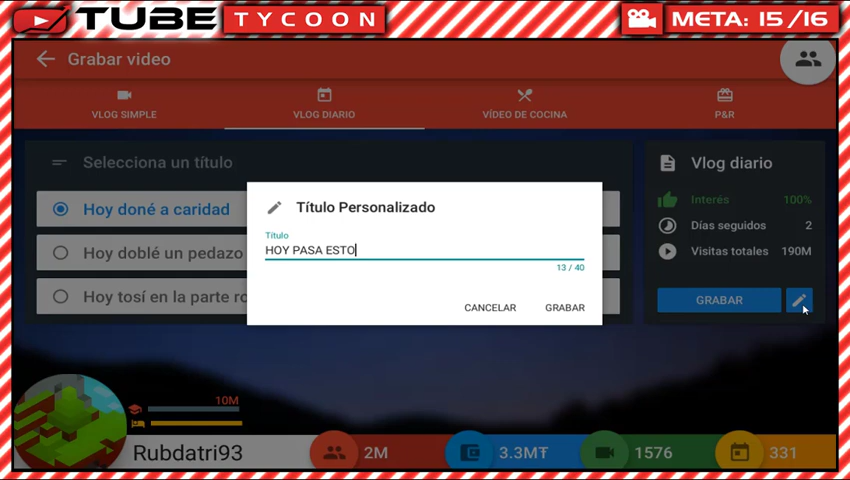 TUBE TYCOON
META: 15/16
Grabar video
VLOG SIMPLE
VLOG DIARIO
VÍDEO DE COCINA
P&R
Selecciona un título
Hoy doné a caridad
Hoy doblé un pedazo
Hoy tosí en la parte ro
Título Personalizado
Título
HOY PASA ESTO
13 / 40
CANCELAR
GRABAR
Vlog diario
Interés 100%
Días seguidos 2
Visitas totales 190M
GRABAR
10M
Rubdatri93
2M
3.3M₮
1576
331